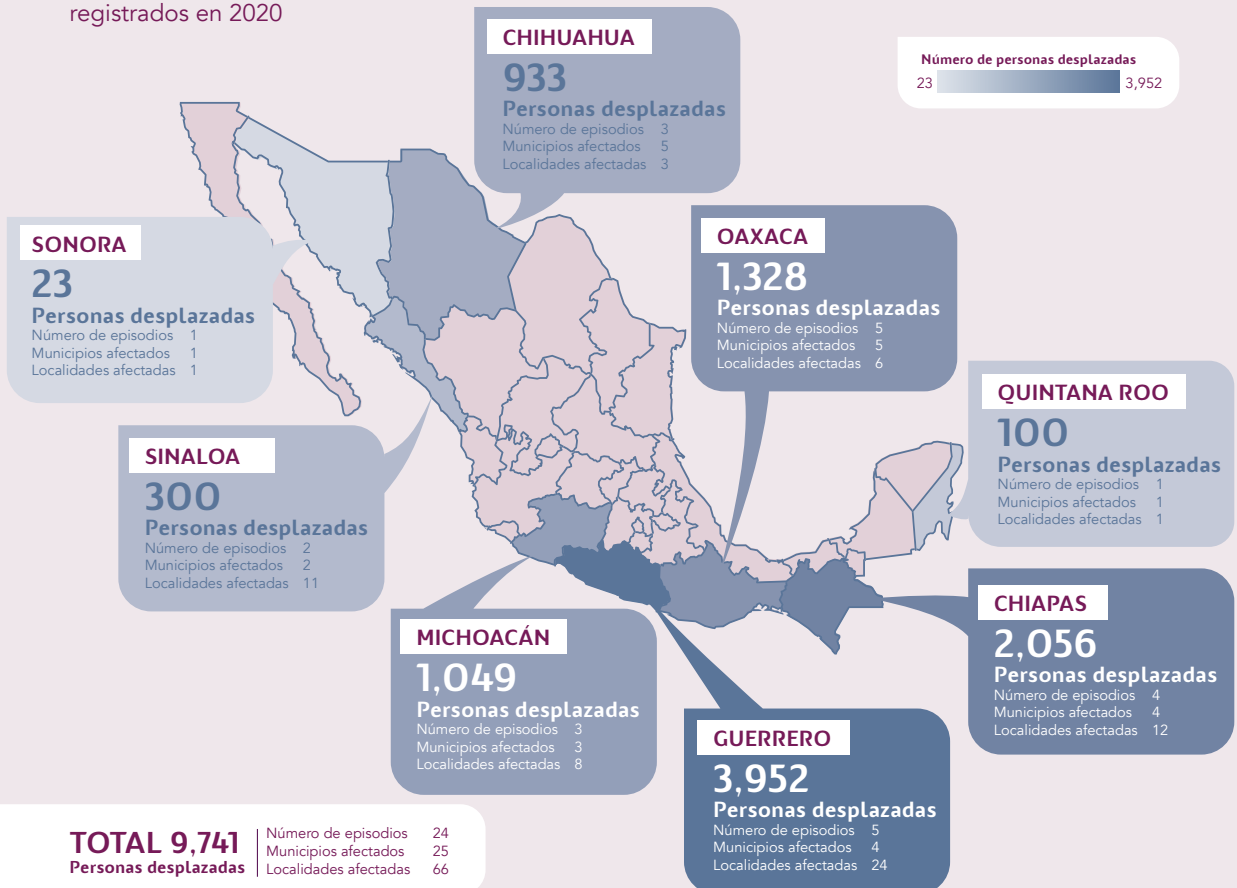 registrados en 2020
CHIHUAHUA
933
Personas desplazadas
Número de episodios 3
Municipios afectados 5
Localidades afectadas 3
Número de personas desplazadas
23 3,952
SONORA
23
Personas desplazadas
Número de episodios 1
Municipios afectados 1
Localidades afectadas 1
OAXACA
1,328
Personas desplazadas
Número de episodios 5
Municipios afectados 5
Localidades afectadas 6
QUINTANA ROO
100
Personas desplazadas
Número de episodios 1
Municipios afectados 1
Localidades afectadas 1
SINALOA
300
Personas desplazadas
Número de episodios 2
Municipios afectados 2
Localidades afectadas 11
CHIAPAS
2,056
Personas desplazadas
Número de episodios 4
Municipios afectados 4
Localidades afectadas 12
MICHOACÁN
1,049
Personas desplazadas
Número de episodios 3
Municipios afectados 3
Localidades afectadas 8
GUERRERO
3,952
Personas desplazadas
Número de episodios 5
Municipios afectados 4
Localidades afectadas 24
TOTAL 9,741
Personas desplazadas
Número de episodios 24
Municipios afectados 25
Localidades afectadas 66